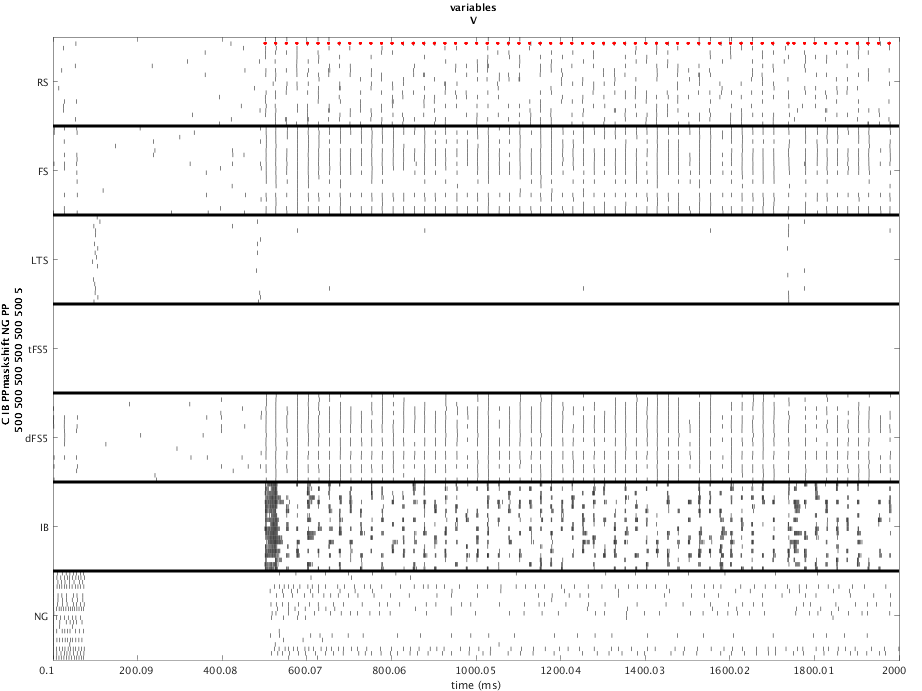 variables
V
C IB PPmaskshift NG PP
500 500 500 500 500 500 5
RS
FS
LTS
tFS5
dFS5
IB
NG
0.1 200.09 400.08 600.07 800.06 1000.05 1200.04 1400.03 1600.02 1800.01 2000
time (ms)